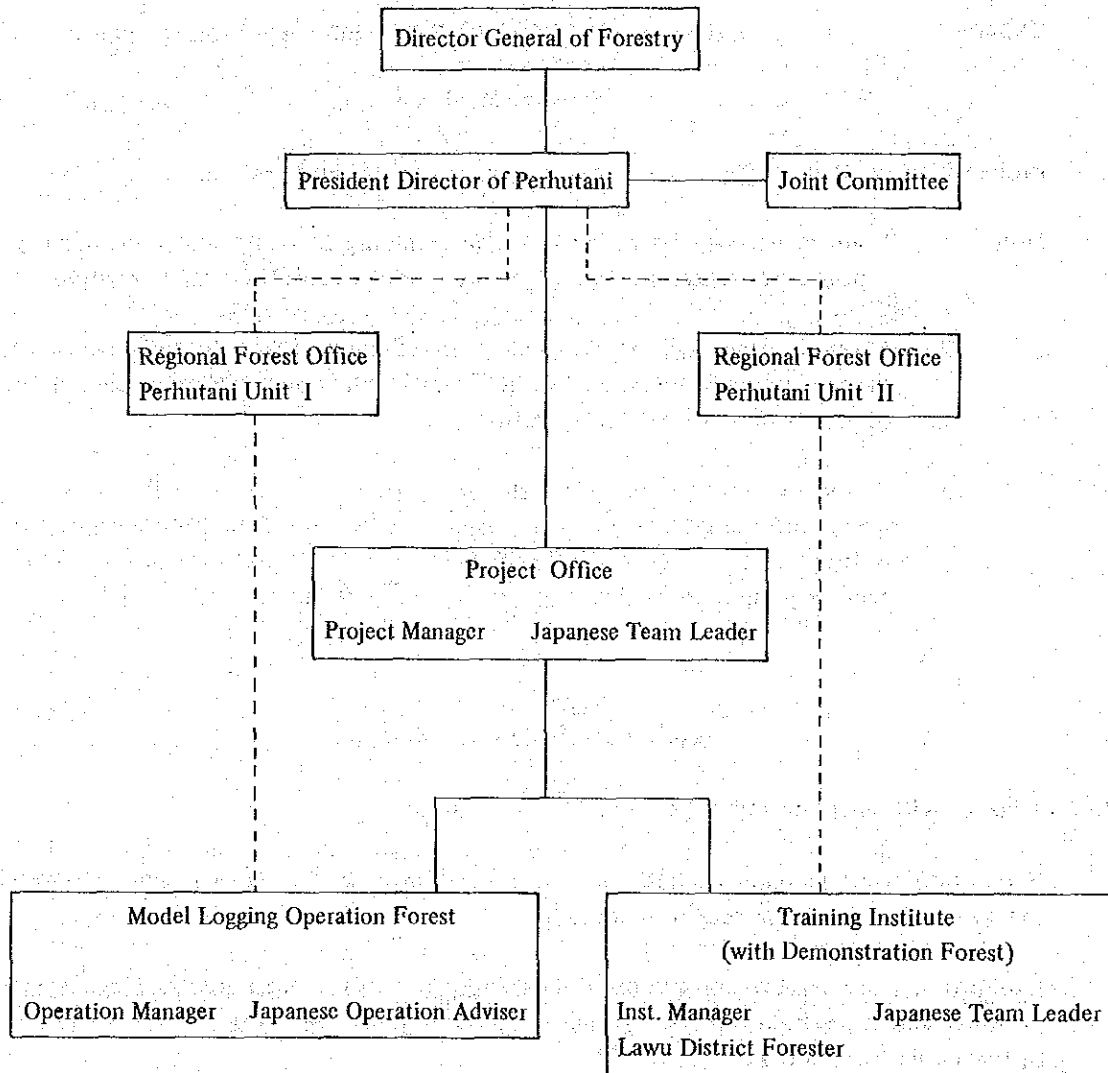 Director General of Forestry
President Director of Perhutani
Joint Committee
Regional Forest Office
Perhutani Unit I
Regional Forest Office
Perhutani Unit II
Project Office
Project Manager Japanese Team Leader
Model Logging Operation Forest
Operation Manager Japanese Operation Adviser
Training Institute
(with Demonstration Forest)
Inst. Manager Japanese Team Leader
Lawu District Forester